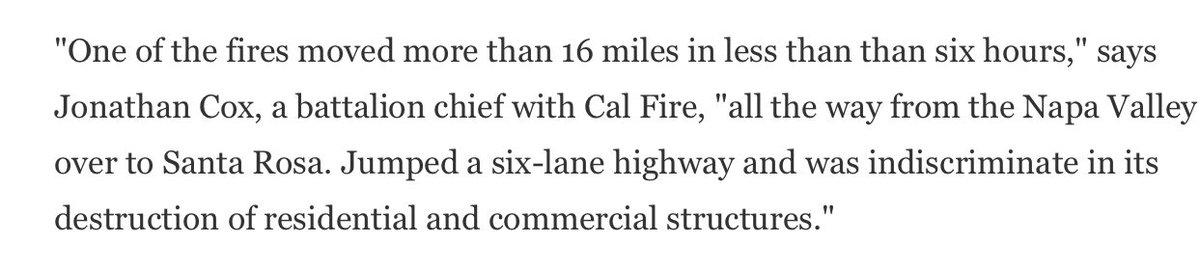 "One of the fires moved more than 16 miles in less than than six hours," says
Jonathan Cox, a battalion chief with Cal Fire, "all the way from the Napa Valley
over to Santa Rosa. Jumped a six-lane highway and was indiscriminate in its
destruction of residential and commercial structures."